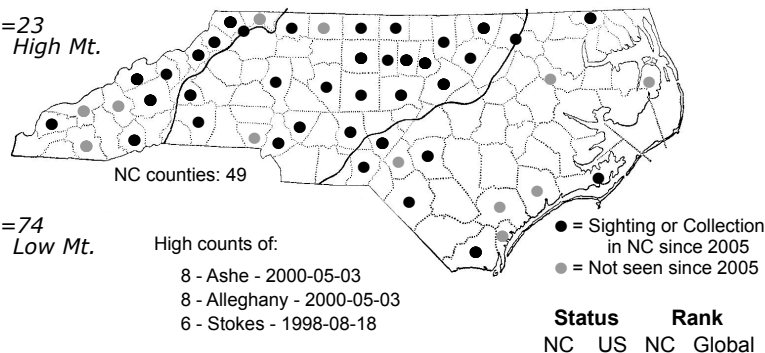 =23
High Mt.
NC counties: 49
=74
Low Mt.
High counts of:
8 - Ashe - 2000-05-03
8 - Alleghany - 2000-05-03
6 - Stokes - 1998-08-18
● = Sighting or Collection
in NC since 2005
● = Not seen since 2005
Status Rank
NC US NC Global